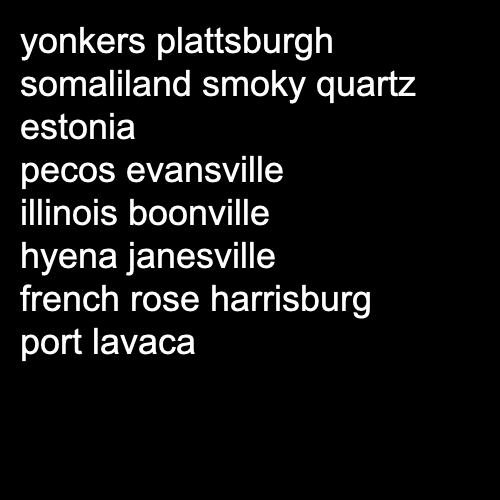 yonkers plattsburgh
somaliland smoky quartz
estonia
pecos evansville
illinois boonville
hyena janesville
french rose harrisburg
port lavaca